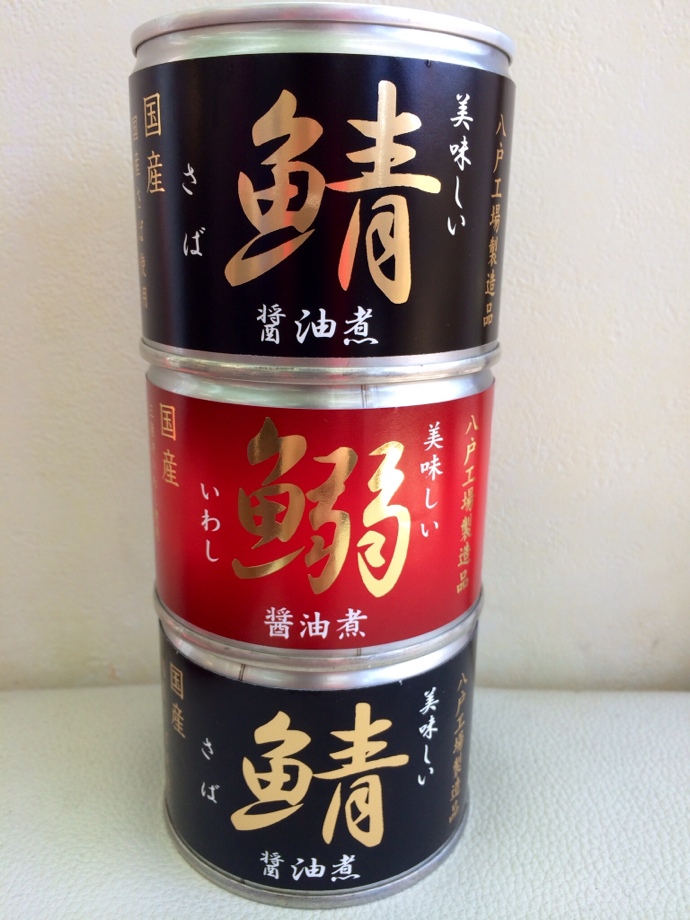 八戸工場製造品
美味しい
鯖
さば
醤油煮
国産
八戸工場製造品
美味しい
鰯
いわし
醤油煮
国産
八戸工場製造品
美味しい
鯖
さば
醤油煮
国産